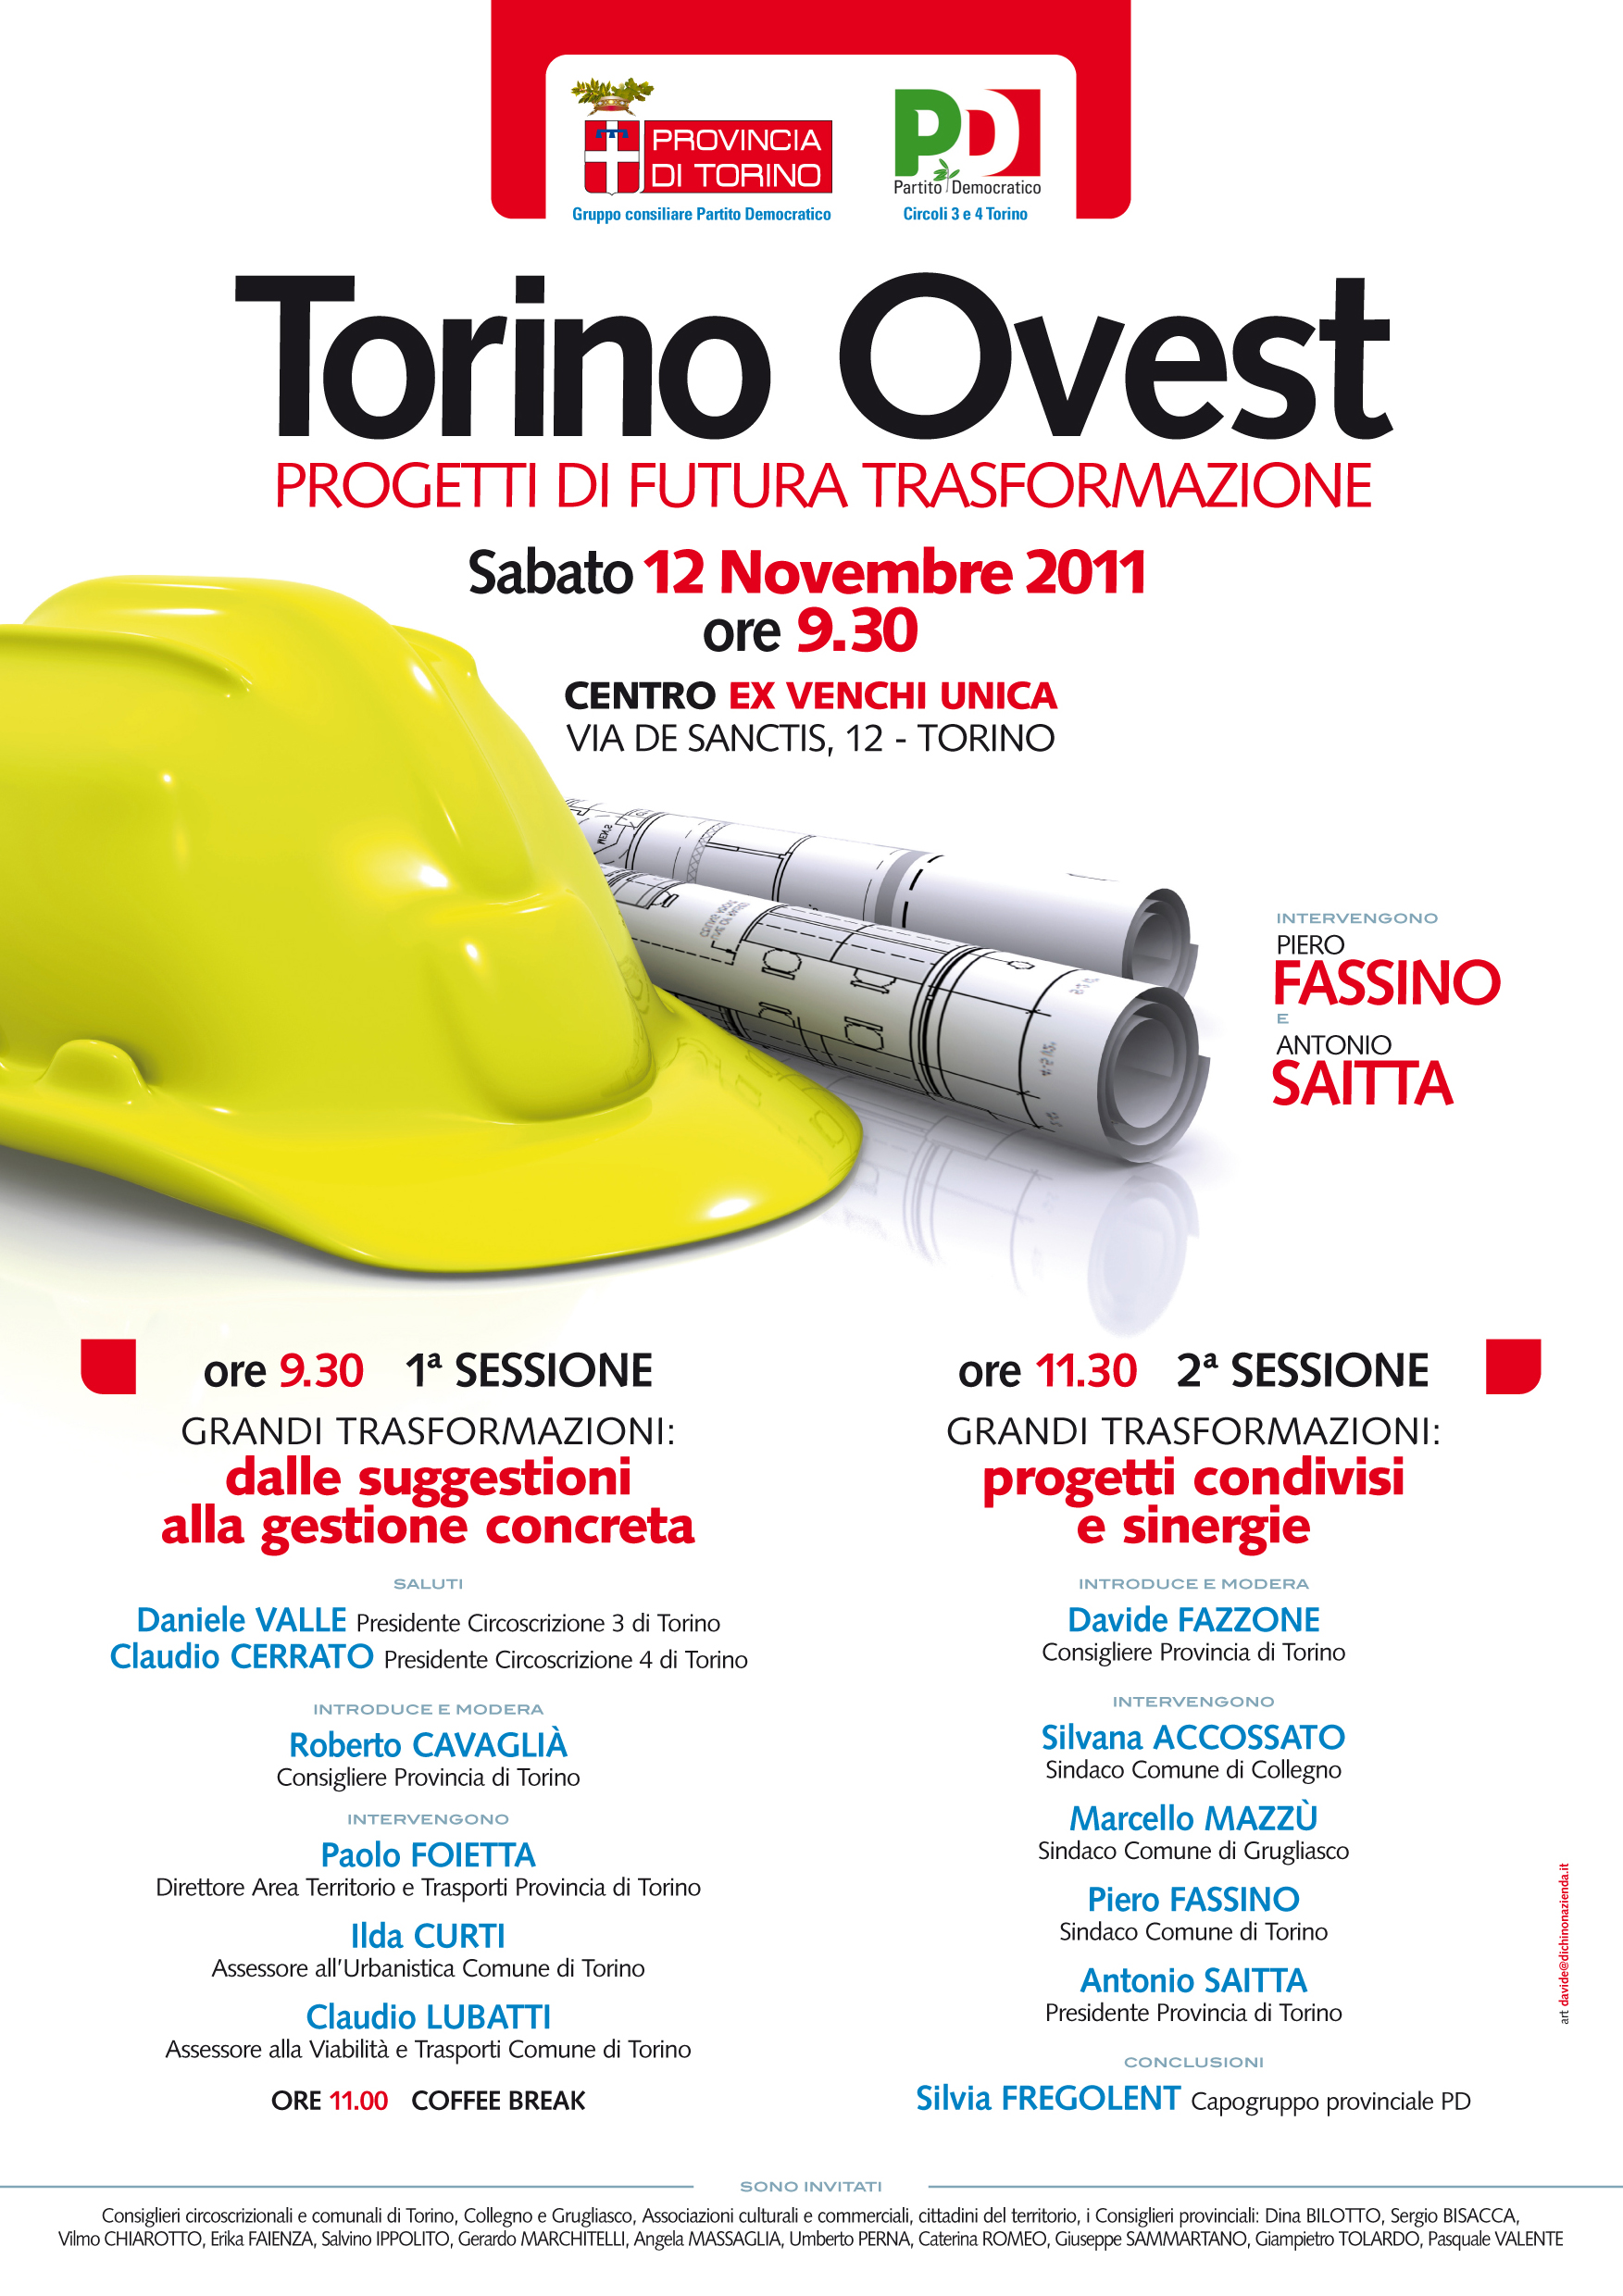 PROVINCIA
DI TORINO
Gruppo consiliare Partito Democratico
PD
Partito Democratico
Circoli 3 e 4 Torino
Torino Ovest
PROGETTI DI FUTURA TRASFORMAZIONE
Sabato 12 Novembre 2011
ore 9.30
CENTRO EX VENCHI UNICA
VIA DE SANCTIS, 12 - TORINO
INTERVENGONO
PIERO
FASSINO
E
ANTONIO
SAITTA
ore 9.30 1ª SESSIONE
GRANDI TRASFORMAZIONI:
dalle suggestioni
alla gestione concreta
SALUTI
Daniele VALLE Presidente Circoscrizione 3 di Torino
Claudio CERRATO Presidente Circoscrizione 4 di Torino
INTRODUCE E MODERA
Roberto CAVAGLIÀ
Consigliere Provincia di Torino
INTERVENGONO
Paolo FOIETTA
Direttore Area Territorio e Trasporti Provincia di Torino
Ilda CURTI
Assessore all'Urbanistica Comune di Torino
Claudio LUBATTI
Assessore alla Viabilità e Trasporti Comune di Torino
ORE 11.00 COFFEE BREAK
ore 11.30 2ª SESSIONE
GRANDI TRASFORMAZIONI:
progetti condivisi
e sinergie
INTRODUCE E MODERA
Davide FAZZONE
Consigliere Provincia di Torino
INTERVENGONO
Silvana ACCOSSATO
Sindaco Comune di Collegno
Marcello MAZZÙ
Sindaco Comune di Grugliasco
Piero FASSINO
Sindaco Comune di Torino
Antonio SAITTA
Presidente Provincia di Torino
CONCLUSIONI
Silvia FREGOLENT Capogruppo provinciale PD
art davide@dichinonazienda.it
SONO INVITATI
Consiglieri circoscrizionali e comunali di Torino, Collegno e Grugliasco, Associazioni culturali e commerciali, cittadini del territorio, i Consiglieri provinciali: Dina BILOTTO, Sergio BISACCA,
Vilmo CHIAROTTO, Erika FAIENZA, Salvino IPPOLITO, Gerardo MARCHITELLI, Angela MASSAGLIA, Umberto PERNA, Caterina ROMEO, Giuseppe SAMMARTANO, Giampietro TOLARDO, Pasquale VALENTE